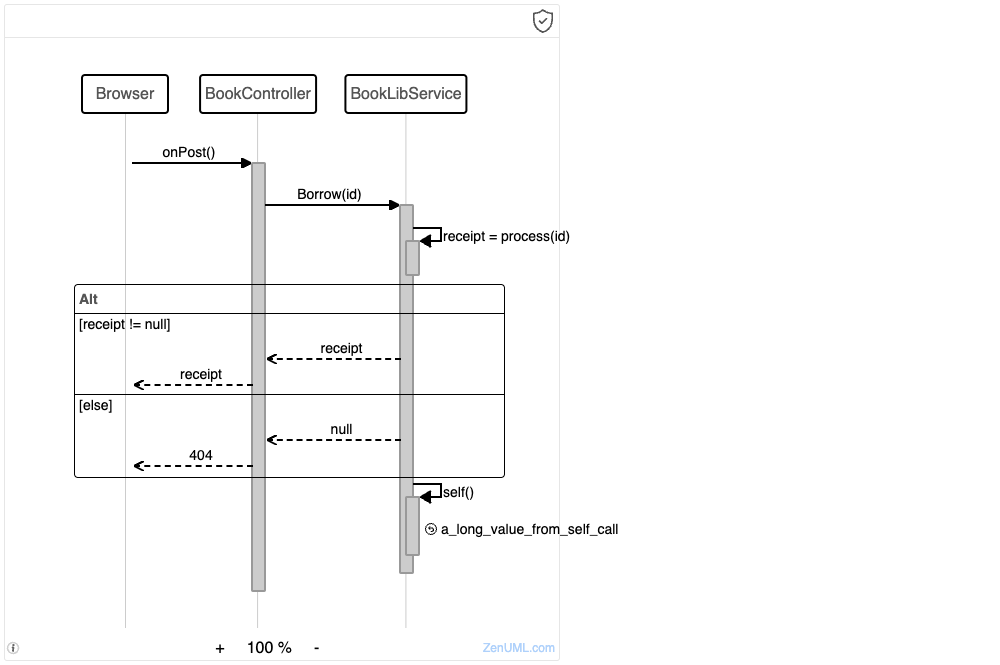 Browser
BookController
BookLibService
onPost()
Borrow(id)
receipt = process(id)
Alt
[receipt != null]
receipt
receipt
[else]
null
404
self()
a_long_value_from_self_call
+ 100 % -
ZenUML.com